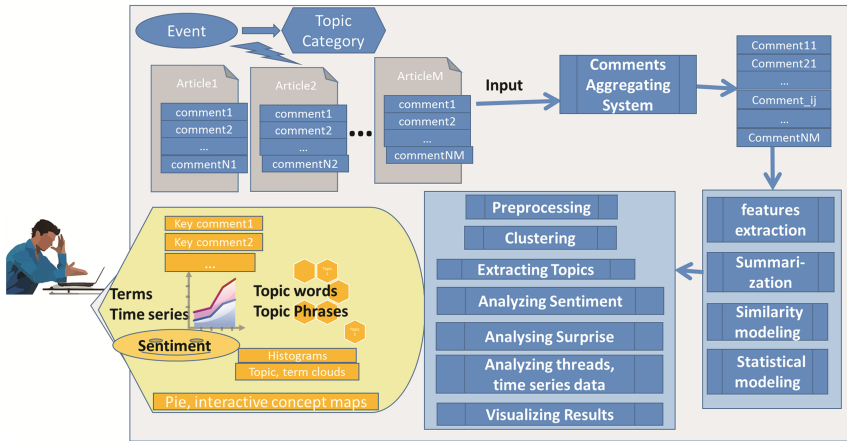 Event
Topic
Category
Article1
comment1
comment2
...
commentN1
Article2
comment1
comment2
...
commentN2
...
ArticleM
comment1
comment2
...
commentNM
Input
Comments
Aggregating
System
Comment11
Comment21
...
Comment_ij
...
CommentNM
features
extraction
Summari-
zation
Similarity
modeling
Statistical
modeling
Preprocessing
Clustering
Extracting Topics
Analyzing Sentiment
Analysing Surprise
Analyzing threads,
time series data
Visualizing Results
Key comment1
Key comment2
...
Terms
Time series
Topic words
Topic Phrases
Sentiment
Histograms
Topic, term clouds
Pie, interactive concept maps